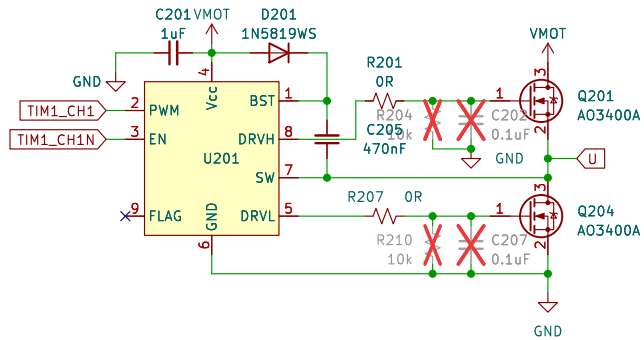 C201 VMOT
1uF
D201
1N5819WS
VMOT
GND
4
R201
0R
3
TIM1_CH1
2
PWM
Vcc
BST
1
R204
10k
C202
0.1uF
1
Q201
AO3400A
TIM1_CH1N
3
EN
DRVH
8
C205
470nF
GND
2
U
U201
SW
7
R207
0R
3
9
FLAG
GND
DRVL
5
1
Q204
AO3400A
6
R210
10k
C207
0.1uF
2
GND